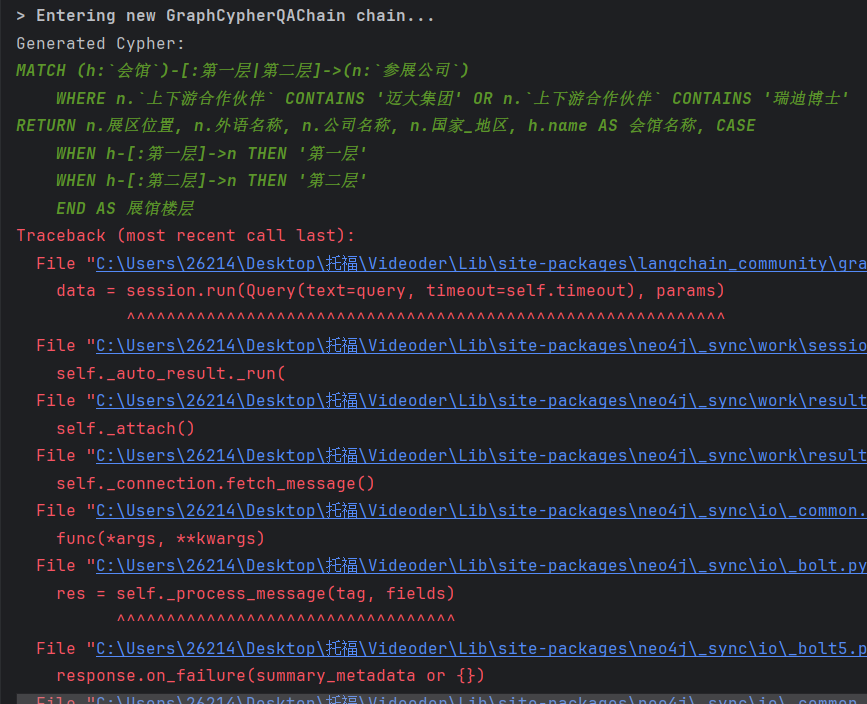 > Entering new GraphCypherQAChain chain...
Generated Cypher:
MATCH (h:`会馆`)-[:第一层|第二层]->(n:`参展公司`)
WHERE n.`上下游合作伙伴` CONTAINS '迈大集团' OR n.`上下游合作伙伴` CONTAINS '瑞迪博士'
RETURN n.展区位置, n.外语名称, n.公司名称, n.国家_地区, h.name AS 会馆名称, CASE
WHEN h-[:第一层]->n THEN '第一层'
WHEN h-[:第二层]->n THEN '第二层'
END AS 展馆楼层
Traceback (most recent call last):
File "C:\Users\26214\Desktop\托福\Videoder\Lib\site-packages\langchain_community\gra
data = session.run(Query(text=query, timeout=self.timeout), params)
^^^^^^^^^^^^^^^^^^^^^^^^^^^^^^^^^^^^^^^^^^^^^^^^^^^^^^^^^^^^
File "C:\Users\26214\Desktop\托福\Videoder\Lib\site-packages\neo4j\_sync\work\sessio
self._auto_result._run(
File "C:\Users\26214\Desktop\托福\Videoder\Lib\site-packages\neo4j\_sync\work\result
self._attach()
File "C:\Users\26214\Desktop\托福\Videoder\Lib\site-packages\neo4j\_sync\work\result
self._connection.fetch_message()
File "C:\Users\26214\Desktop\托福\Videoder\Lib\site-packages\neo4j\_sync\io\_common.
func(*args, **kwargs)
File "C:\Users\26214\Desktop\托福\Videoder\Lib\site-packages\neo4j\_sync\io\_bolt.py
res = self._process_message(tag, fields)
^^^^^^^^^^^^^^^^^^^^^^^^^^^^^^^^^^
File "C:\Users\26214\Desktop\托福\Videoder\Lib\site-packages\neo4j\_sync\io\_bolt5.p
response.on_failure(summary_metadata or {})
File "C:\Users\26214\Desktop\托福\Videoder\Lib\site-packages\neo4j\_sync\io\_common